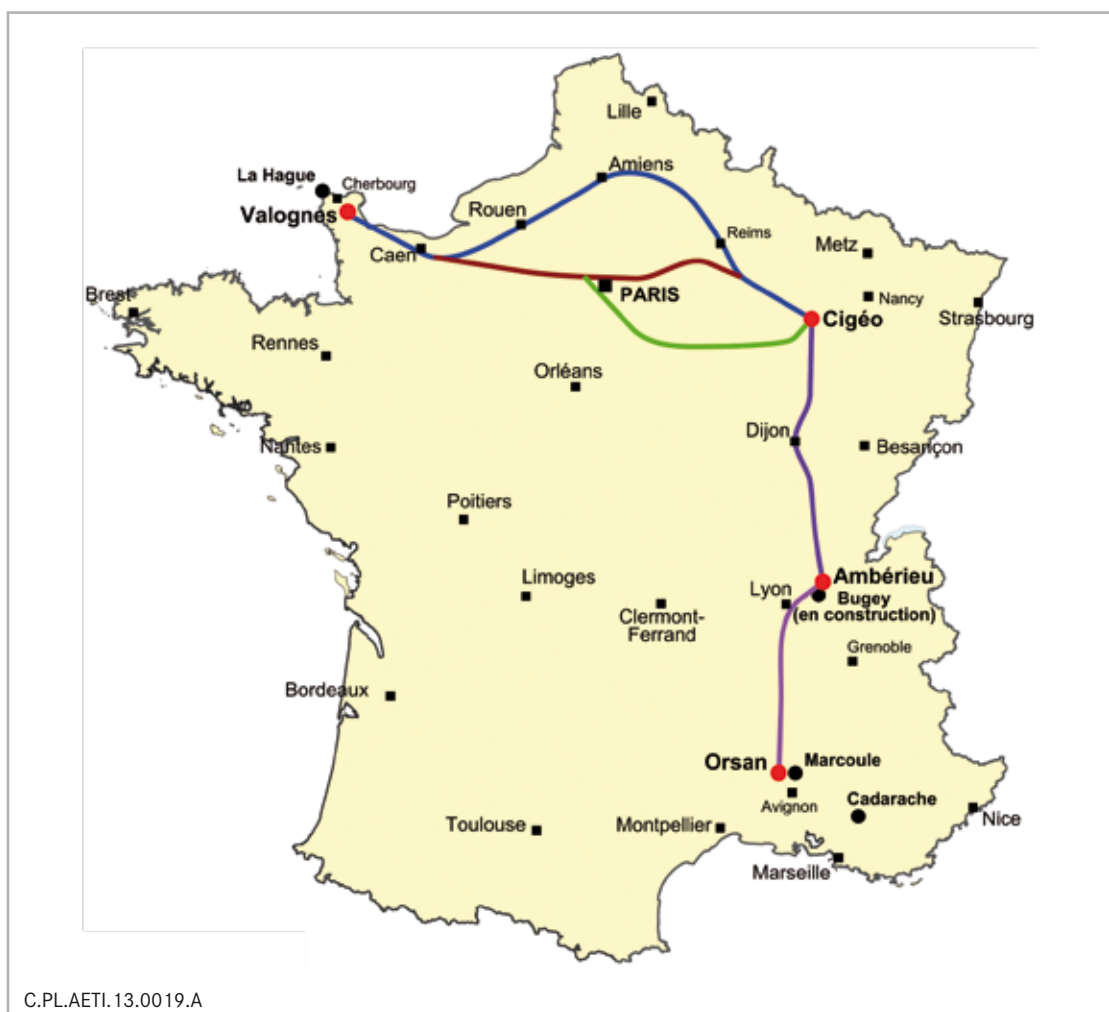 Lille
Amiens
La Hague
Cherbourg
Valognes
Rouen
Reims
Caen
Metz
PARIS
Nancy
Brest
Cigéo
Strasbourg
Rennes
Orléans
Dijon
Nantes
Besançon
Poitiers
Limoges
Ambérieu
Lyon
Bugey
(en construction)
Clermont-
Ferrand
Grenoble
Bordeaux
Orsan
Marcoule
Avignon
Cadarache
Toulouse
Montpellier
Nice
Marseille
C.PL.AETI.13.0019.A